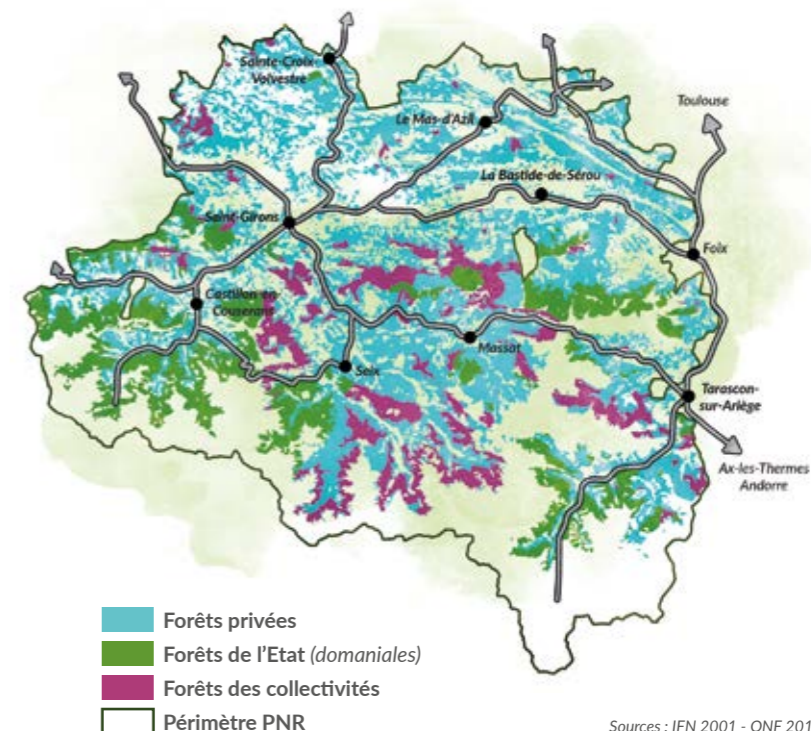 Sainte-Croix-
Volvestre
Le Mas-d'Azil
Toulouse
La Bastide-de-Sérou
Saint-Girons
Foix
Castillon-en-
Couserans
Massat
Seix
Tarascon-
sur-Ariège
Ax-les-Thermes
Andorre
Forêts privées
Forêts de l'Etat (domaniales)
Forêts des collectivités
Périmètre PNR
Sources : IFN 2001 - ONF 201